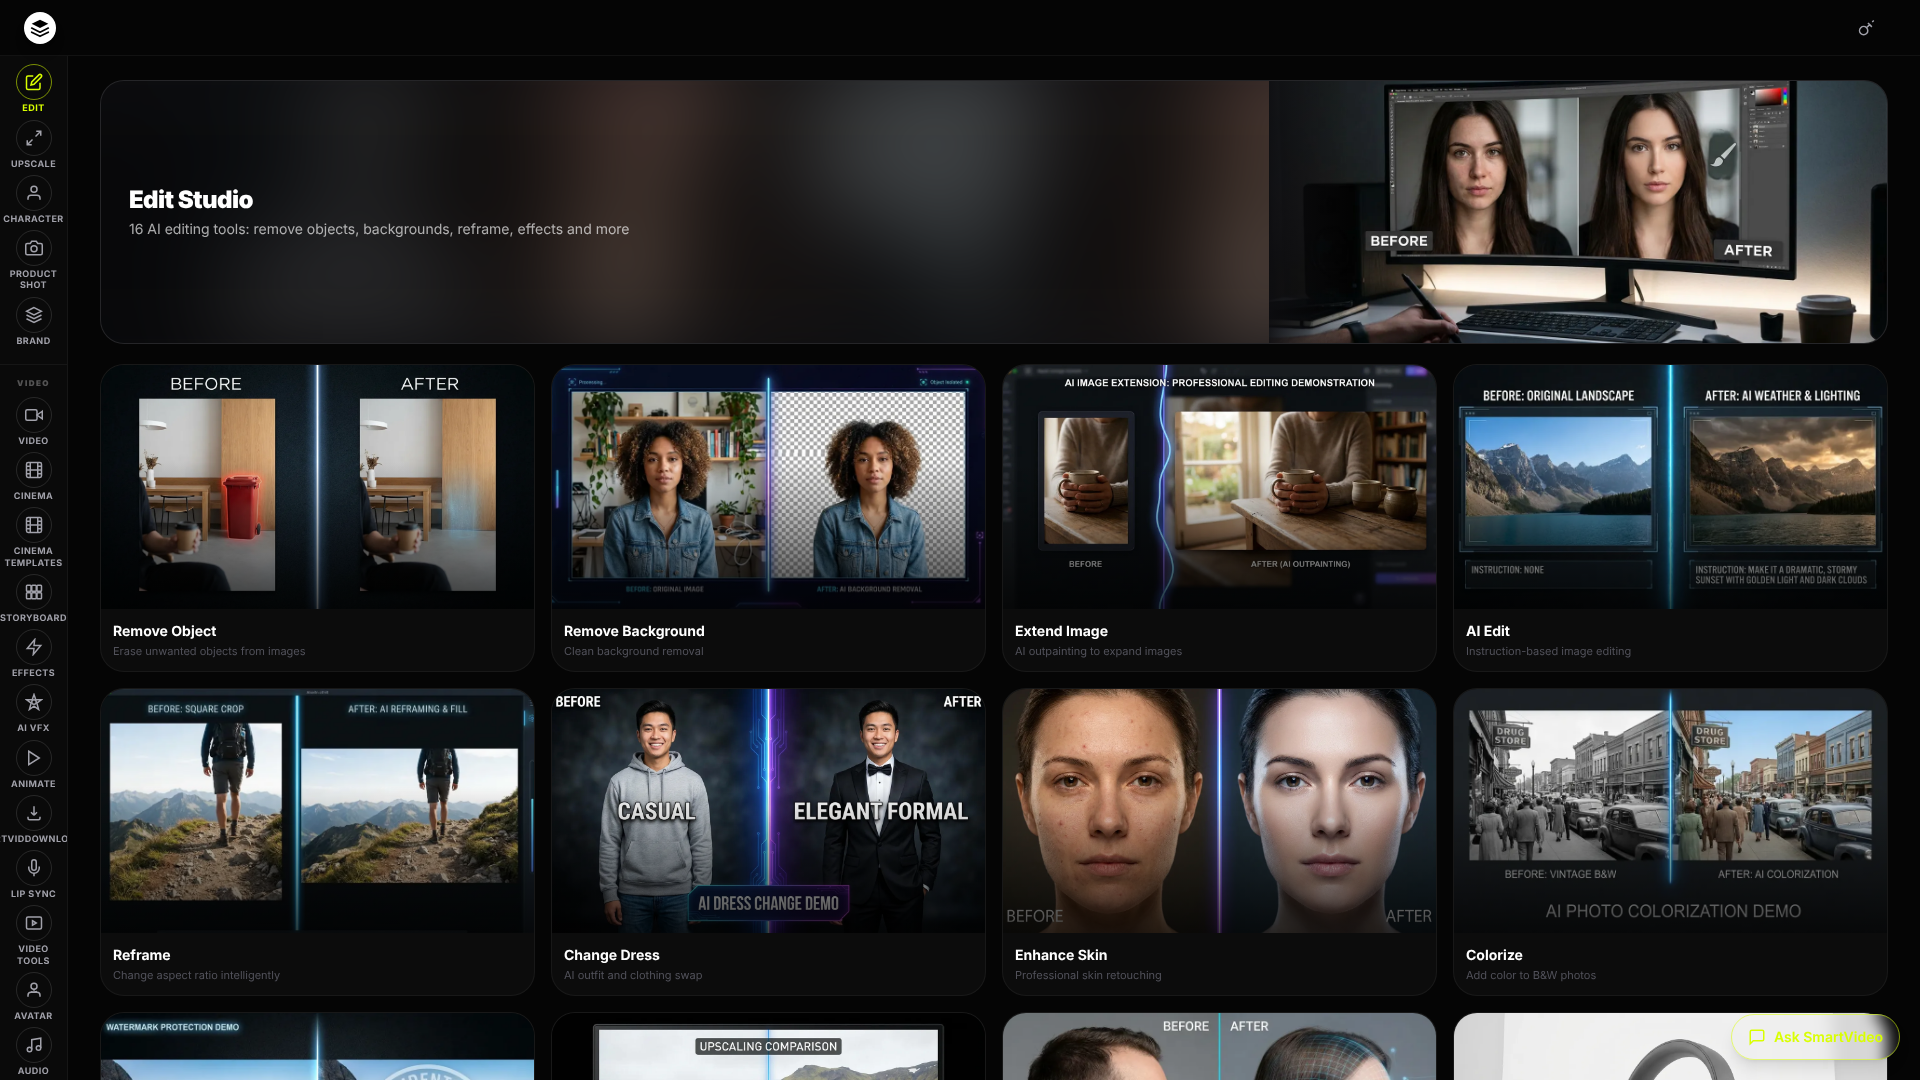 EDIT
UPSCALE
CHARACTER
PRODUCT
SHOT
BRAND
VIDEO
VIDEO
CINEMA
CINEMA
TEMPLATES
STORYBOARD
EFFECTS
AI VFX
ANIMATE
TVIDDOWNLO
LIP SYNC
VIDEO
TOOLS
AVATAR
AUDIO
Edit Studio
16 AI editing tools: remove objects, backgrounds, reframe, effects and more
BEFORE
AFTER
BEFORE
AFTER
Remove Object
Erase unwanted objects from images
Processing...
Object Isolated
BEFORE: ORIGINAL IMAGE
AFTER: AI BACKGROUND REMOVAL
Remove Background
Clean background removal
AI IMAGE EXTENSION: PROFESSIONAL EDITING DEMONSTRATION
BEFORE
AFTER (AI OUTPAINTING)
Extend Image
AI outpainting to expand images
BEFORE: ORIGINAL LANDSCAPE
AFTER: AI WEATHER & LIGHTING
INSTRUCTION: NONE
INSTRUCTION: MAKE IT A DRAMATIC, STORMY
SUNSET WITH GOLDEN LIGHT AND DARK CLOUDS
AI Edit
Instruction-based image editing
BEFORE: SQUARE CROP
AFTER: AI REFRAMING & FILL
Reframe
Change aspect ratio intelligently
BEFORE
AFTER
CASUAL
ELEGANT FORMAL
AI DRESS CHANGE DEMO
Change Dress
AI outfit and clothing swap
BEFORE
AFTER
Enhance Skin
Professional skin retouching
DRUG
STORE
DRUG
STORE
BEFORE: VINTAGE B&W
AFTER: AI COLORIZATION
AI PHOTO COLORIZATION DEMO
Colorize
Add color to B&W photos
WATERMARK PROTECTION DEMO
UPSCALING COMPARISON
BEFORE
AFTER
Ask SmartVideo